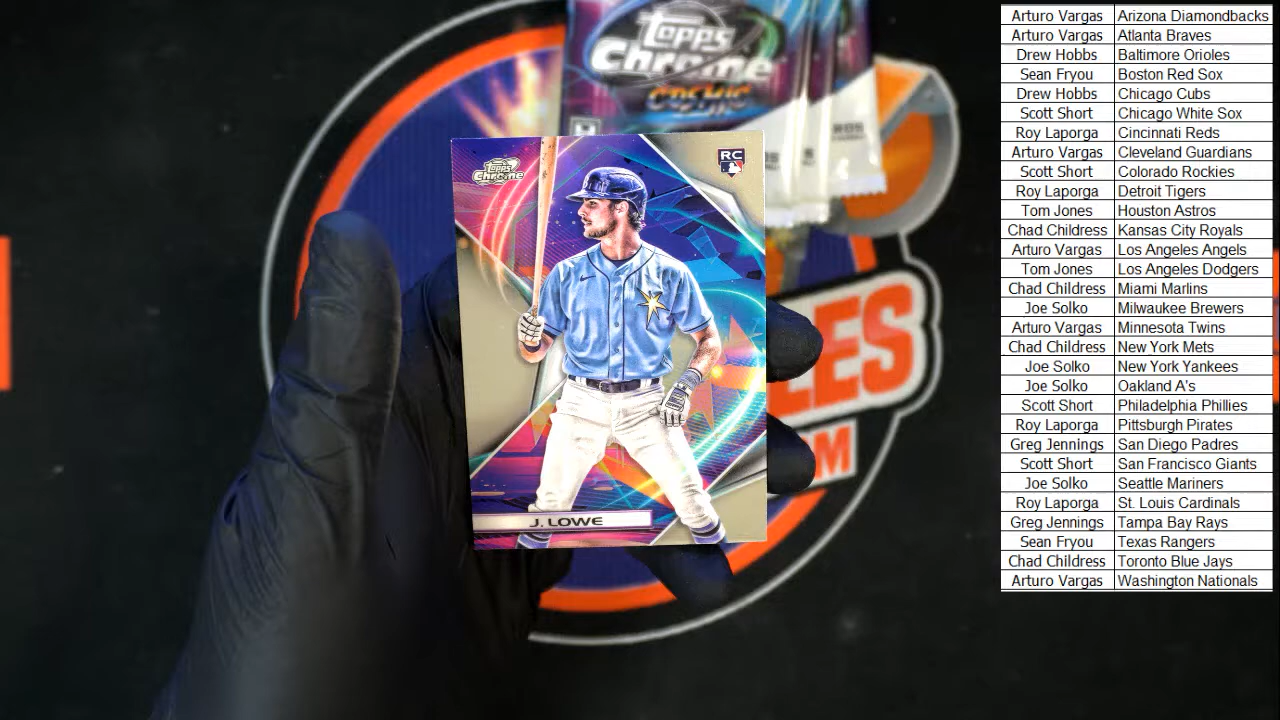 Topps
Chrome
COSMIC
Topps
Chrome
RC
J. LOWE
LES
M
Arturo Vargas Arizona Diamondbacks
Arturo Vargas Atlanta Braves
Drew Hobbs Baltimore Orioles
Sean Fryou Boston Red Sox
Drew Hobbs Chicago Cubs
Scott Short Chicago White Sox
Roy Laporga Cincinnati Reds
Arturo Vargas Cleveland Guardians
Scott Short Colorado Rockies
Roy Laporga Detroit Tigers
Tom Jones Houston Astros
Chad Childress Kansas City Royals
Arturo Vargas Los Angeles Angels
Tom Jones Los Angeles Dodgers
Chad Childress Miami Marlins
Joe Solko Milwaukee Brewers
Arturo Vargas Minnesota Twins
Chad Childress New York Mets
Joe Solko New York Yankees
Joe Solko Oakland A's
Scott Short Philadelphia Phillies
Roy Laporga Pittsburgh Pirates
Greg Jennings San Diego Padres
Scott Short San Francisco Giants
Joe Solko Seattle Mariners
Roy Laporga St. Louis Cardinals
Greg Jennings Tampa Bay Rays
Sean Fryou Texas Rangers
Chad Childress Toronto Blue Jays
Arturo Vargas Washington Nationals